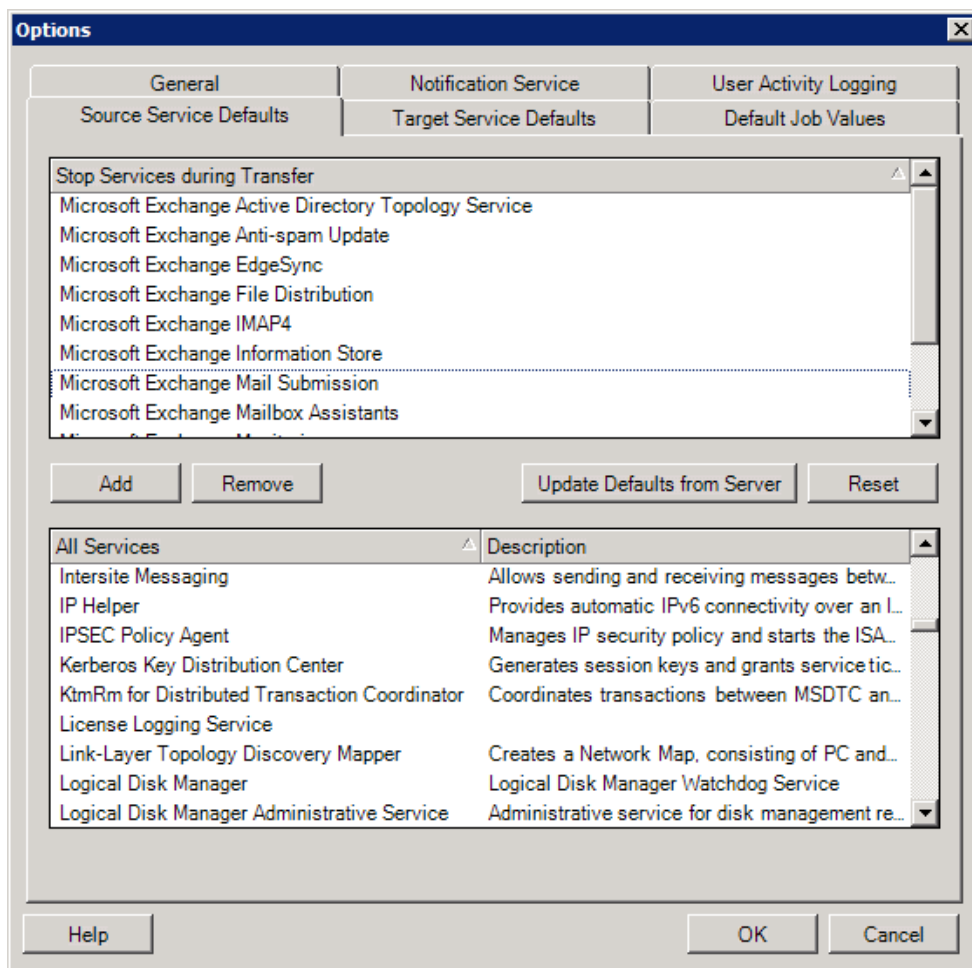 Options
General Notification Service User Activity Logging
Source Service Defaults Target Service Defaults Default Job Values
Stop Services during Transfer
Microsoft Exchange Active Directory Topology Service
Microsoft Exchange Anti-spam Update
Microsoft Exchange EdgeSync
Microsoft Exchange File Distribution
Microsoft Exchange IMAP4
Microsoft Exchange Information Store
Microsoft Exchange Mail Submission
Microsoft Exchange Mailbox Assistants
Add Remove Update Defaults from Server Reset
All Services Description
Intersite Messaging Allows sending and receiving messages betw...
IP Helper Provides automatic IPv6 connectivity over an I...
IPSEC Policy Agent Manages IP security policy and starts the ISA...
Kerberos Key Distribution Center Generates session keys and grants service tic...
KtmRm for Distributed Transaction Coordinator Coordinates transactions between MSDTC an...
License Logging Service
Link-Layer Topology Discovery Mapper Creates a Network Map, consisting of PC and...
Logical Disk Manager Logical Disk Manager Watchdog Service
Logical Disk Manager Administrative Service Administrative service for disk management re...
Help OK Cancel